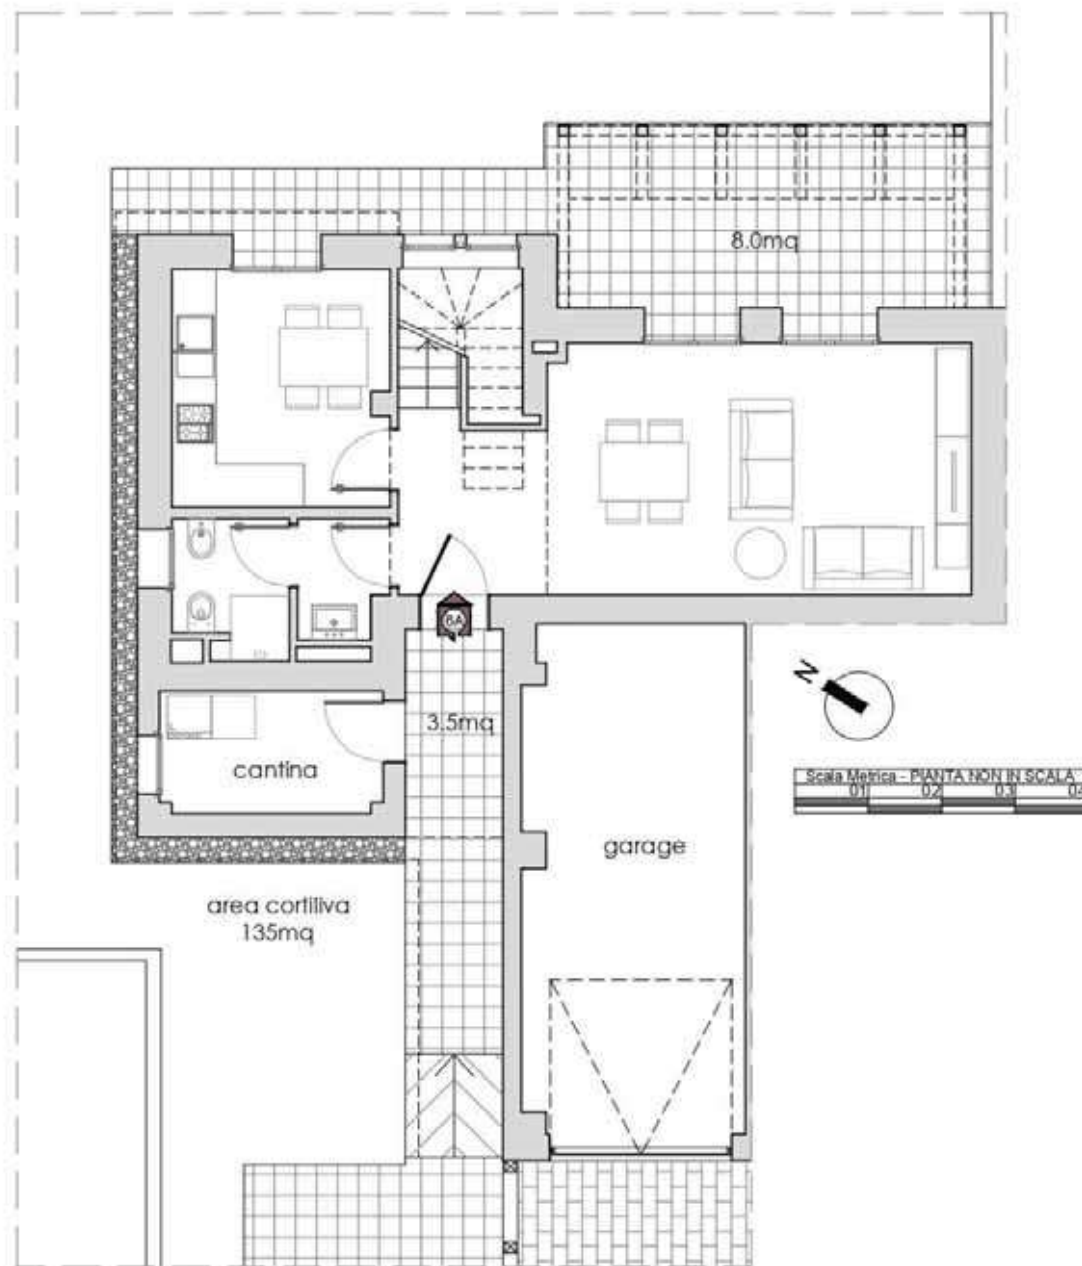 8.0mq
6A
3.5mq
N
cantina
Scala Metrica - PIANTA NON IN SCALA
01 02 03 04
garage
area cortiliva
135mq